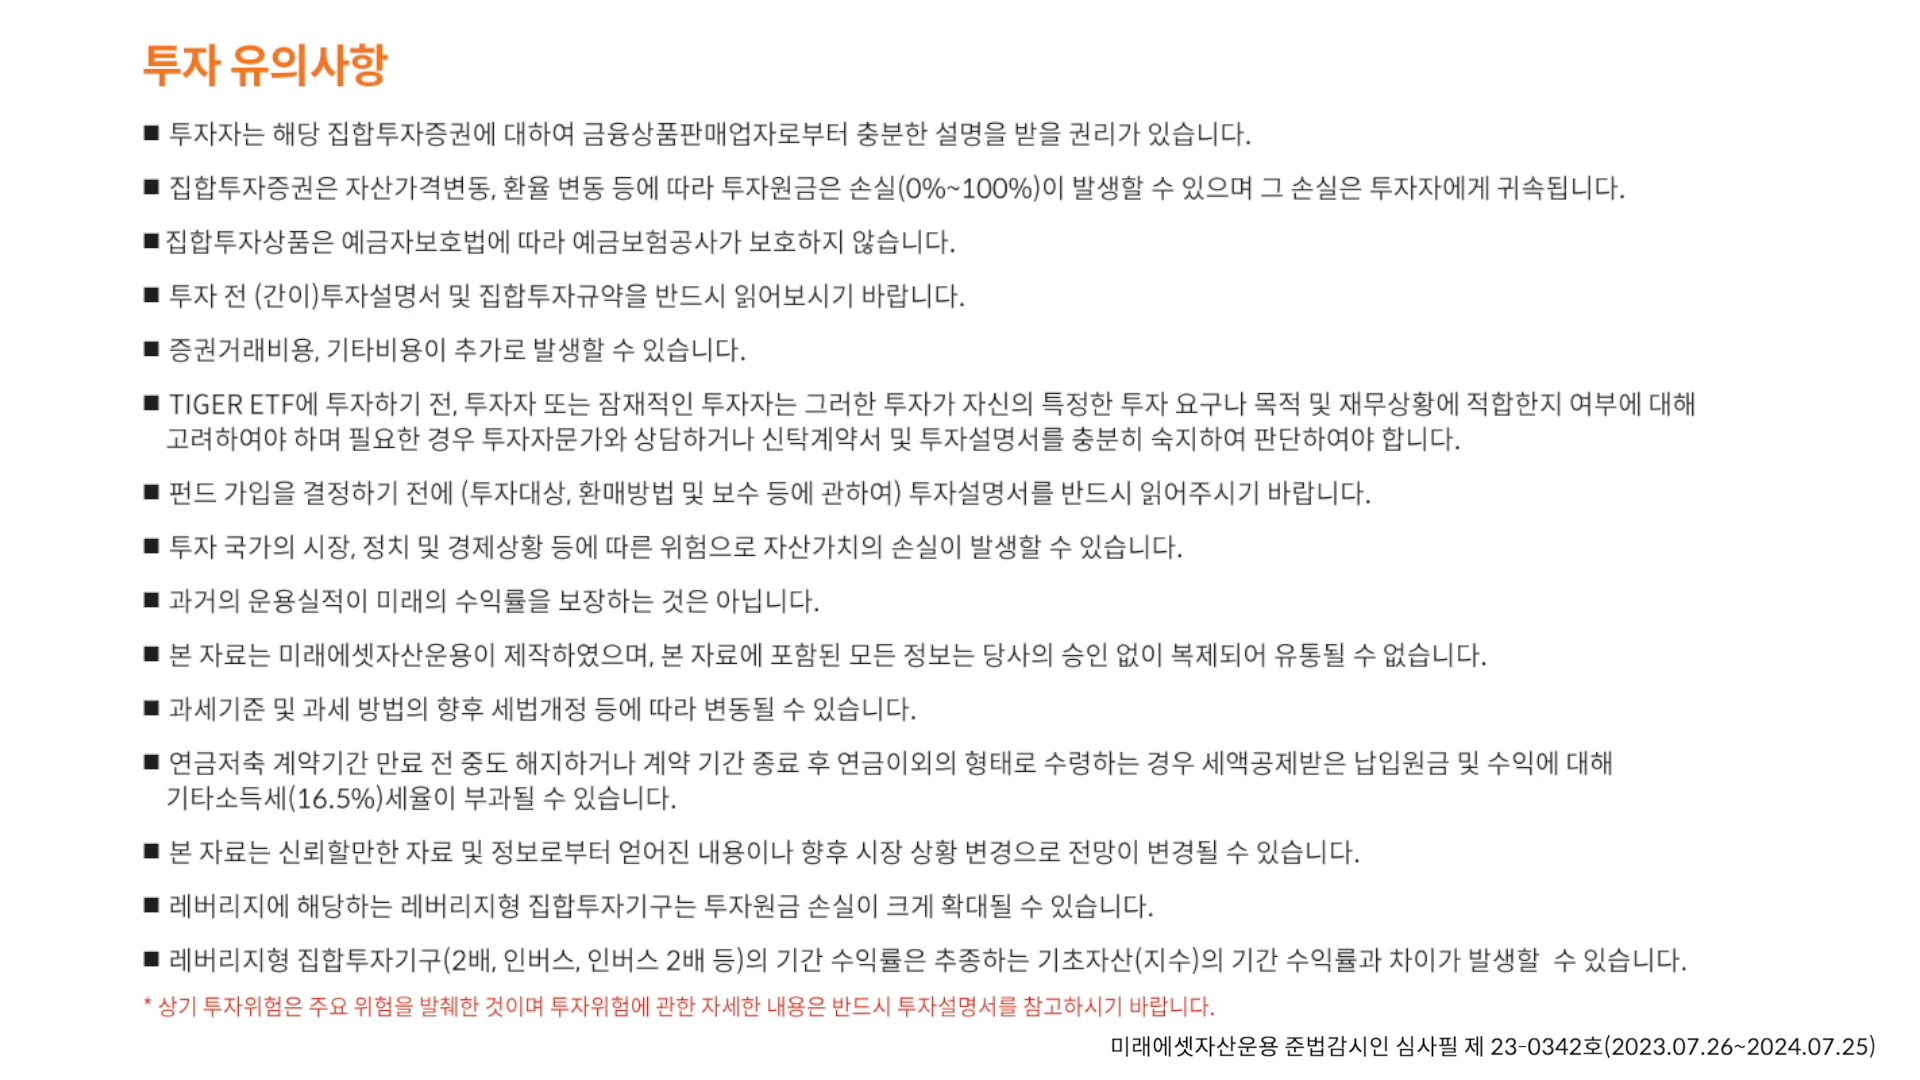 투자 유의사항
■ 투자자는 해당 집합투자증권에 대하여 금융상품판매업자로부터 충분한 설명을 받을 권리가 있습니다.
■ 집합투자증권은 자산가격변동, 환율 변동 등에 따라 투자원금은 손실(0%~100%)이 발생할 수 있으며 그 손실은 투자자에게 귀속됩니다.
■ 집합투자상품은 예금자보호법에 따라 예금보험공사가 보호하지 않습니다.
■ 투자 전 (간이)투자설명서 및 집합투자규약을 반드시 읽어보시기 바랍니다.
■ 증권거래비용, 기타비용이 추가로 발생할 수 있습니다.
■ TIGER ETF에 투자하기 전, 투자자 또는 잠재적인 투자자는 그러한 투자가 자신의 특정한 투자 요구나 목적 및 재무상황에 적합한지 여부에 대해
고려하여야 하며 필요한 경우 투자자문가와 상담하거나 신탁계약서 및 투자설명서를 충분히 숙지하여 판단하여야 합니다.
■ 펀드 가입을 결정하기 전에 (투자대상, 환매방법 및 보수 등에 관하여) 투자설명서를 반드시 읽어주시기 바랍니다.
■ 투자 국가의 시장, 정치 및 경제상황 등에 따른 위험으로 자산가치의 손실이 발생할 수 있습니다.
■ 과거의 운용실적이 미래의 수익률을 보장하는 것은 아닙니다.
■ 본 자료는 미래에셋자산운용이 제작하였으며, 본 자료에 포함된 모든 정보는 당사의 승인 없이 복제되어 유통될 수 없습니다.
■ 과세기준 및 과세 방법의 향후 세법개정 등에 따라 변동될 수 있습니다.
■ 연금저축 계약기간 만료 전 중도 해지하거나 계약 기간 종료 후 연금이외의 형태로 수령하는 경우 세액공제받은 납입원금 및 수익에 대해
기타소득세(16.5%)세율이 부과될 수 있습니다.
■ 본 자료는 신뢰할만한 자료 및 정보로부터 얻어진 내용이나 향후 시장 상황 변경으로 전망이 변경될 수 있습니다.
■ 레버리지에 해당하는 레버리지형 집합투자기구는 투자원금 손실이 크게 확대될 수 있습니다.
■ 레버리지형 집합투자기구(2배, 인버스, 인버스 2배 등)의 기간 수익률은 추종하는 기초자산(지수)의 기간 수익률과 차이가 발생할 수 있습니다.
* 상기 투자위험은 주요 위험을 발췌한 것이며 투자위험에 관한 자세한 내용은 반드시 투자설명서를 참고하시기 바랍니다.
미래에셋자산운용 준법감시인 심사필 제 23-0342호(2023.07.26~2024.07.25)